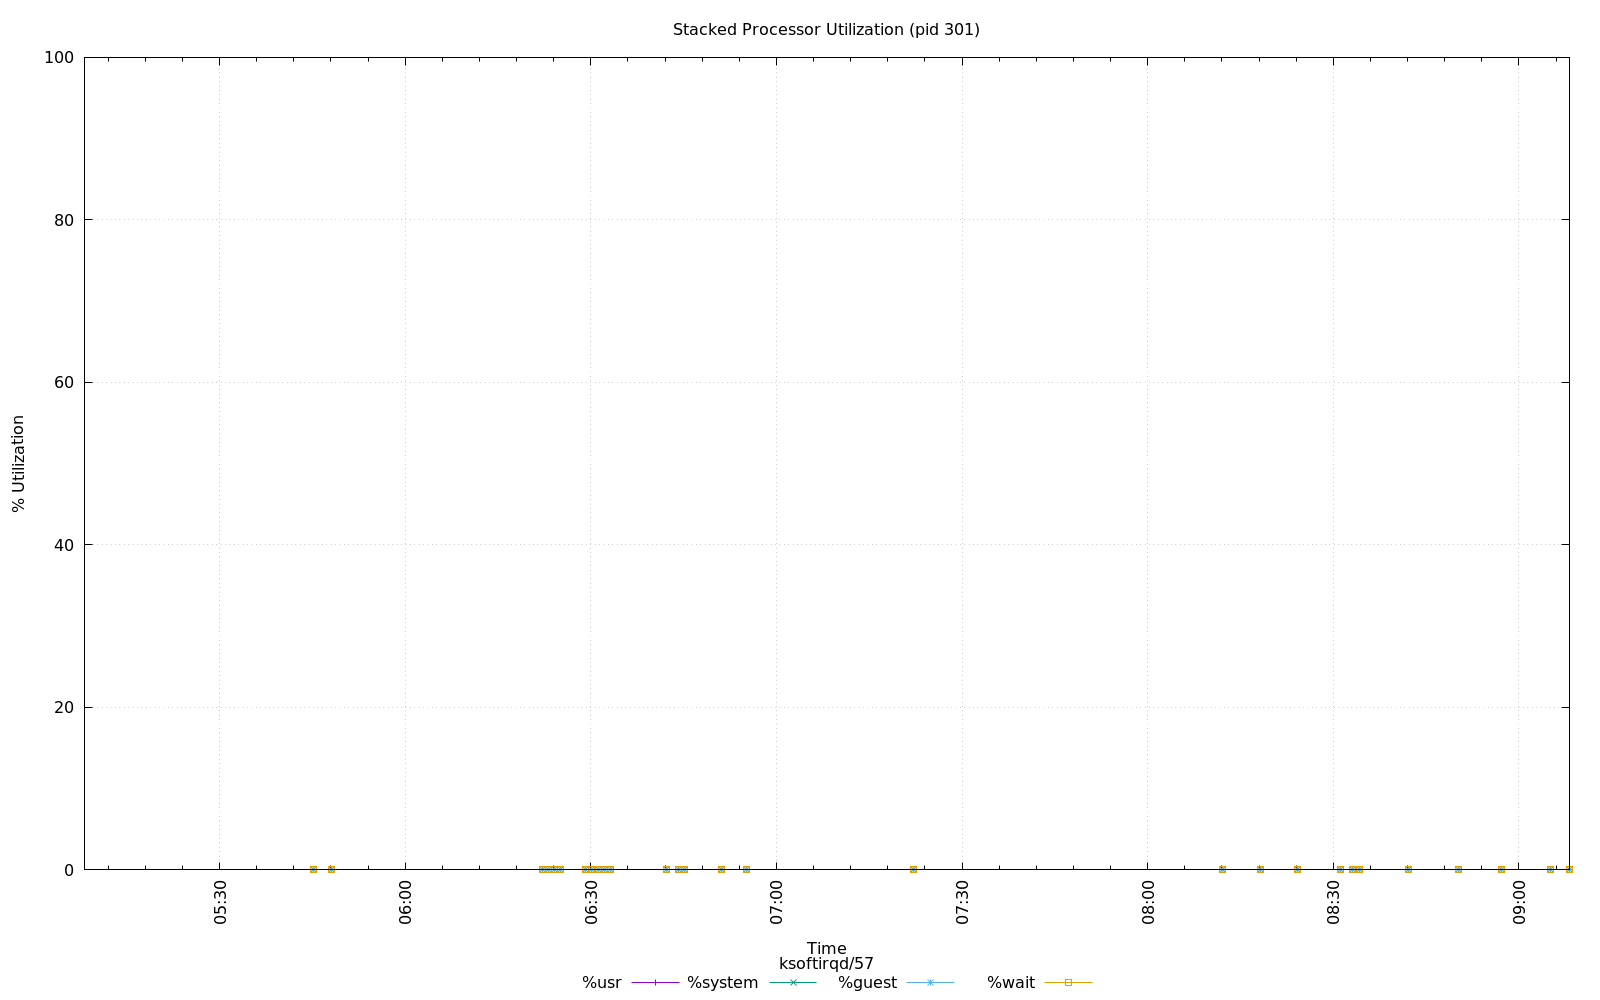 Stacked Processor Utilization (pid 301)
100
80
60
40
20
0
% Utilization
05:30 06:00 06:30 07:00 07:30 08:00 08:30 09:00
Time
ksoftirqd/57
%usr %system %guest %wait